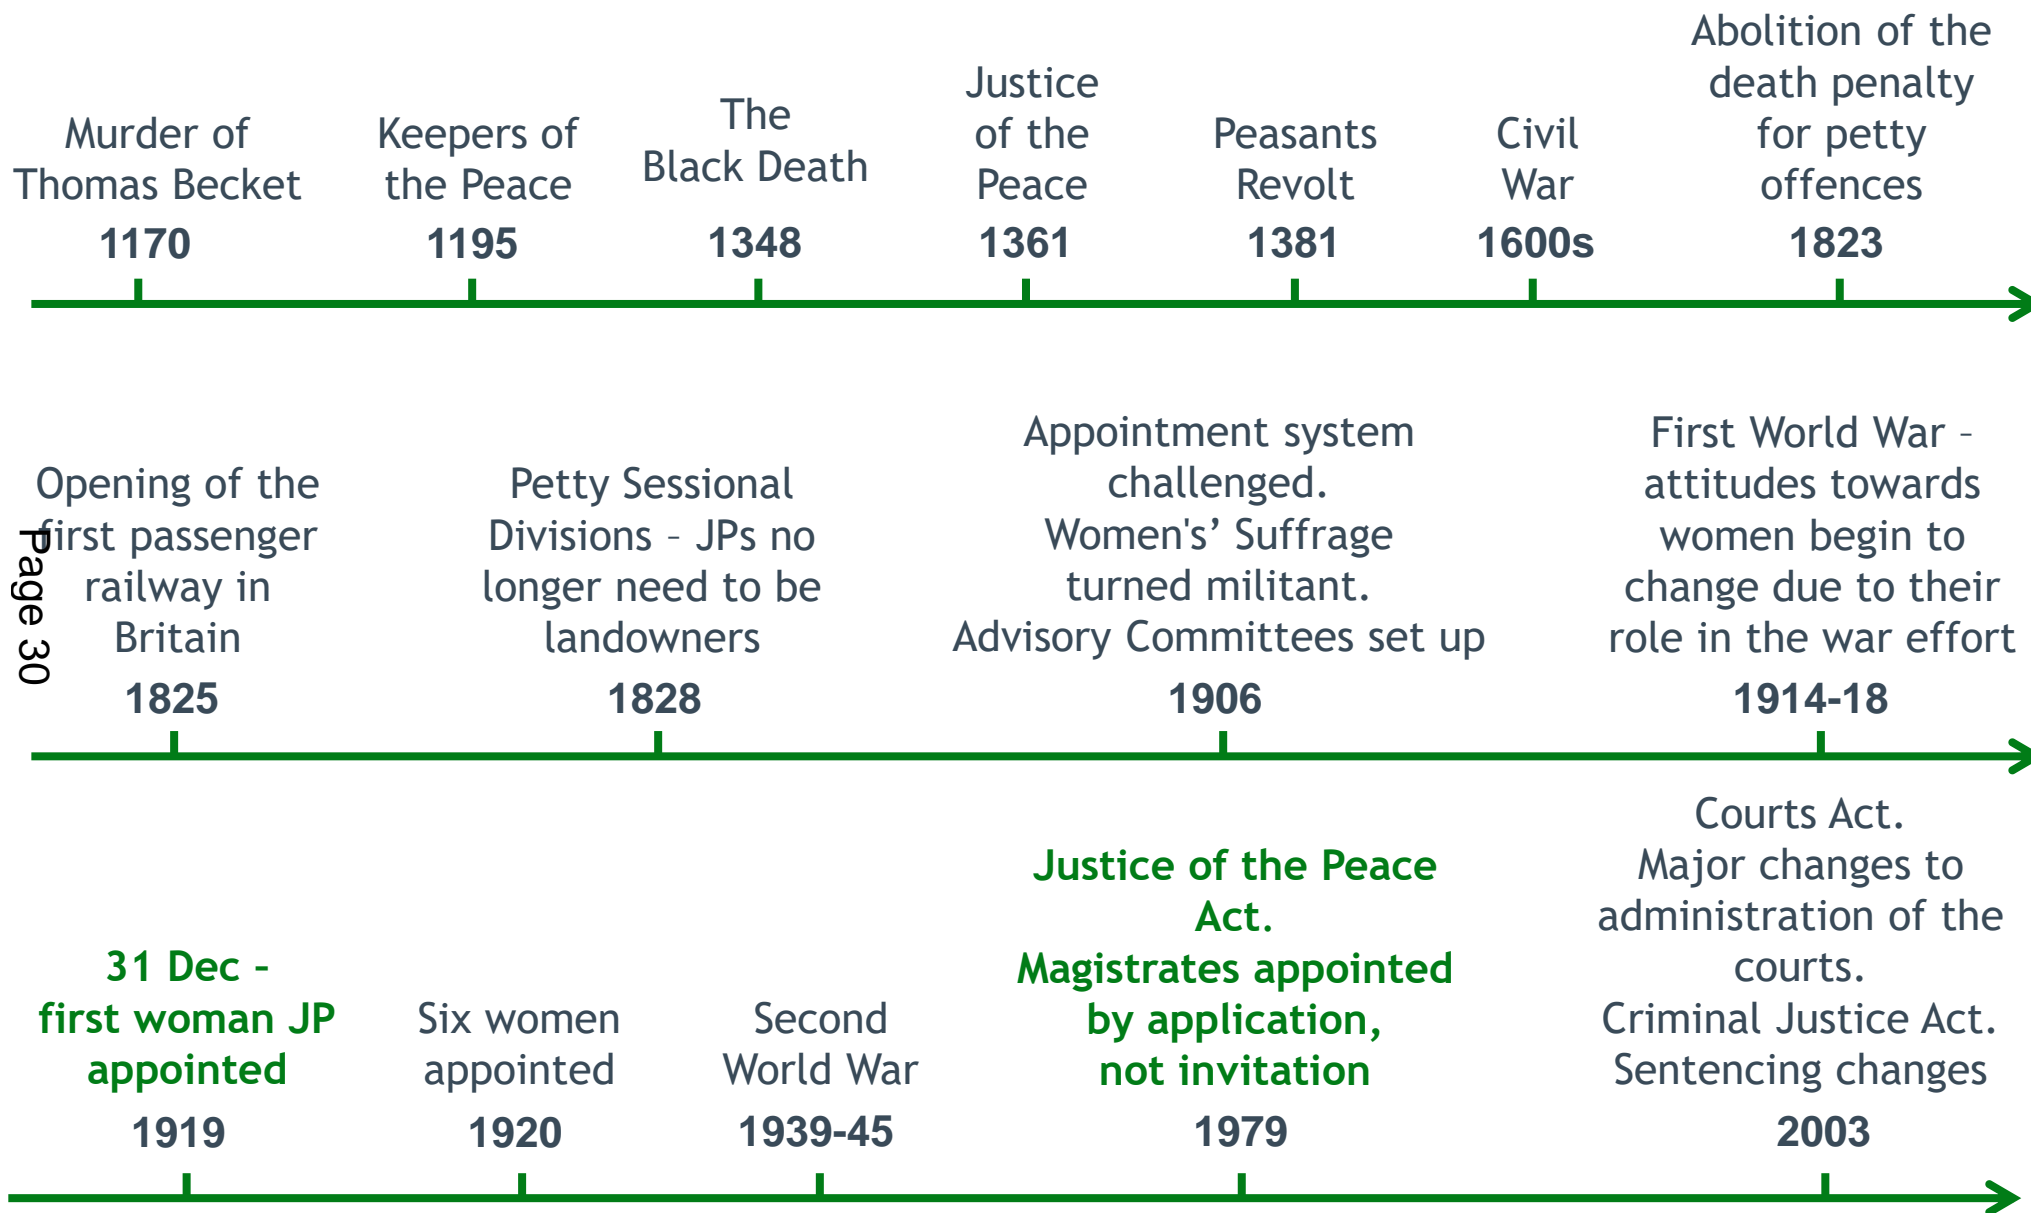 Murder of
Thomas Becket
1170
Keepers of
the Peace
1195
The
Black Death
1348
Justice
of the
Peace
1361
Peasants
Revolt
1381
Civil
War
1600s
Abolition of the
death penalty
for petty
offences
1823
Opening of the
first passenger
railway in
Britain
1825
Petty Sessional
Divisions – JPs no
longer need to be
landowners
1828
Appointment system
challenged.
Women's’ Suffrage
turned militant.
Advisory Committees set up
1906
First World War –
attitudes towards
women begin to
change due to their
role in the war effort
1914-18
31 Dec –
first woman JP
appointed
1919
Six women
appointed
1920
Second
World War
1939-45
Justice of the Peace
Act.
Magistrates appointed
by application,
not invitation
1979
Courts Act.
Major changes to
administration of the
courts.
Criminal Justice Act.
Sentencing changes
2003
Page 30